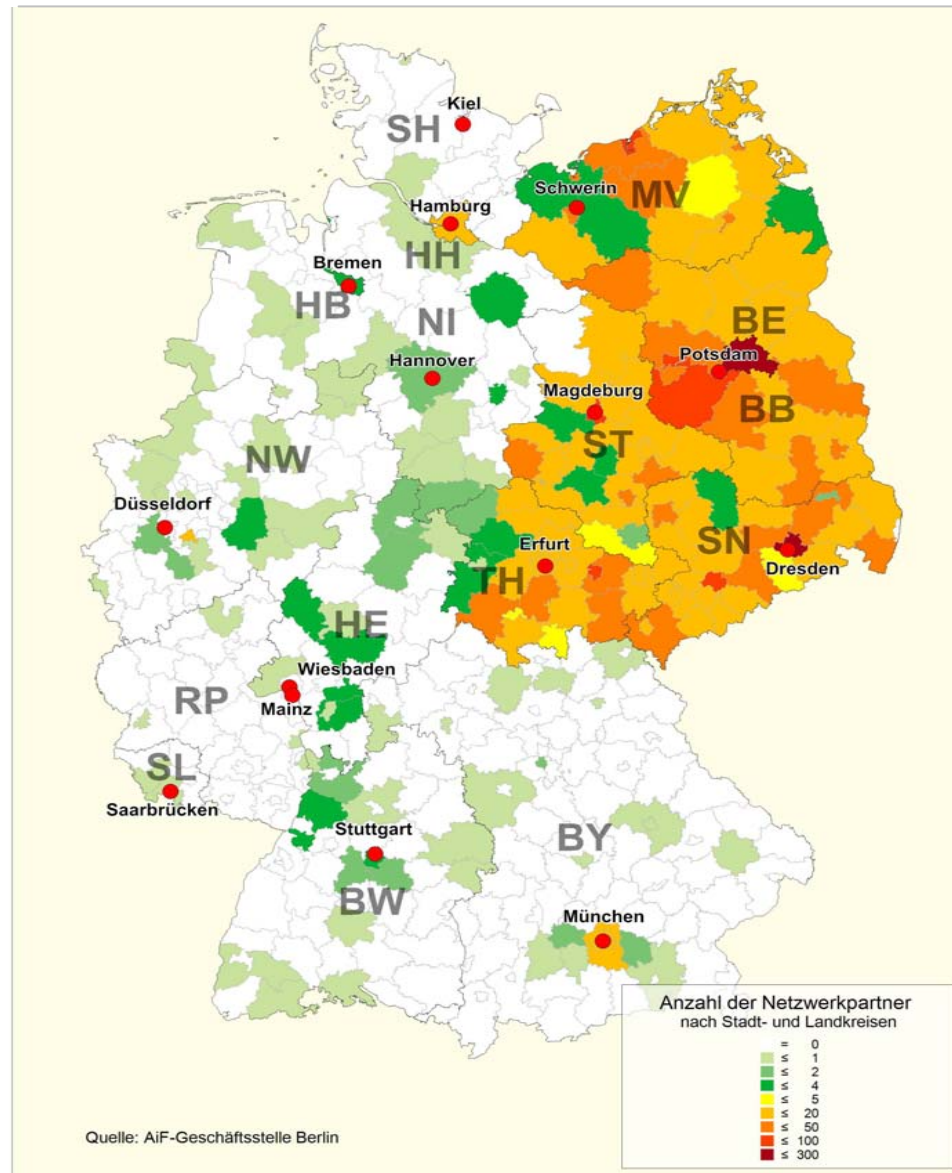 Kiel
SH
Schwerin
MV
Hamburg
HH
Bremen
HB
NI
BE
Potsdam
Hannover
Magdeburg
BB
ST
NW
Düsseldorf
Erfurt
SN
Dresden
TH
HE
Wiesbaden
RP
Mainz
SL
Saarbrücken
Stuttgart
BY
BW
München
Anzahl der Netzwerkpartner
nach Stadt- und Landkreisen
= 0
≤ 1
≤ 2
≤ 4
≤ 5
≤ 20
≤ 50
≤ 100
≤ 300
Quelle: AiF-Geschäftsstelle Berlin